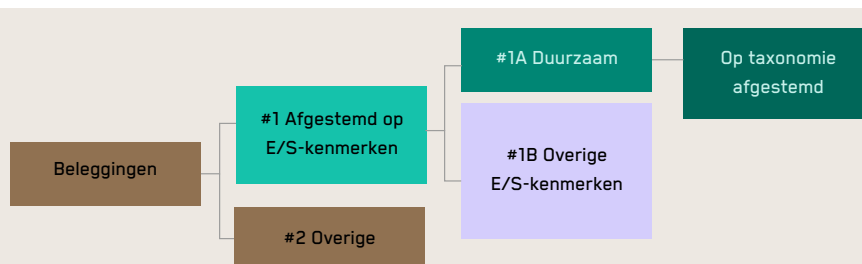 Beleggingen
#1 Afgestemd op
E/S-kenmerken
#2 Overige
#1A Duurzaam
#1B Overige
E/S-kenmerken
Op taxonomie
afgestemd